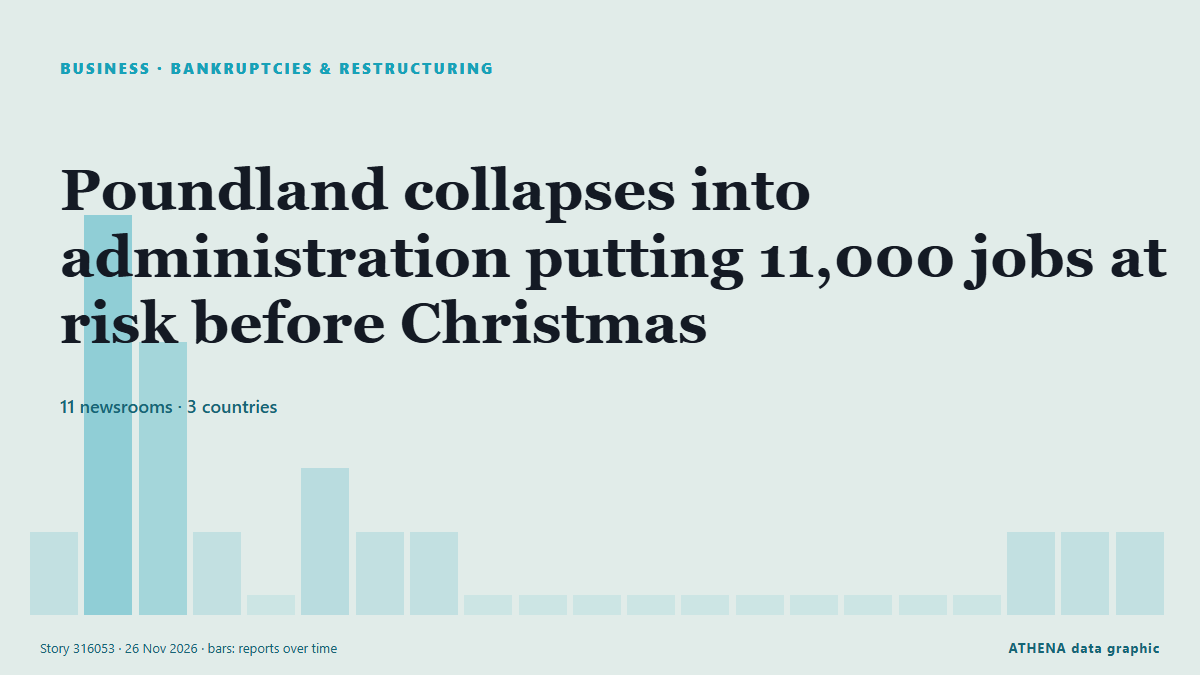 BUSINESS · BANKRUPTCIES & RESTRUCTURING
Poundland collapses into
administration putting 11,000 jobs at
risk before Christmas
11 newsrooms · 3 countries
Story 316053 · 26 Nov 2026 · bars: reports over time
ATHENA data graphic